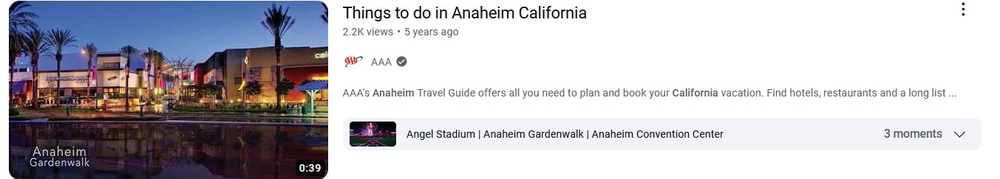 Things to do in Anaheim California
2.2K views • 5 years ago
AAA
AAA's Anaheim Travel Guide offers all you need to plan and book your California vacation. Find hotels, restaurants and a long list ...
Angel Stadium | Anaheim Gardenwalk | Anaheim Convention Center
3 moments
Anaheim
Gardenwalk
0:39